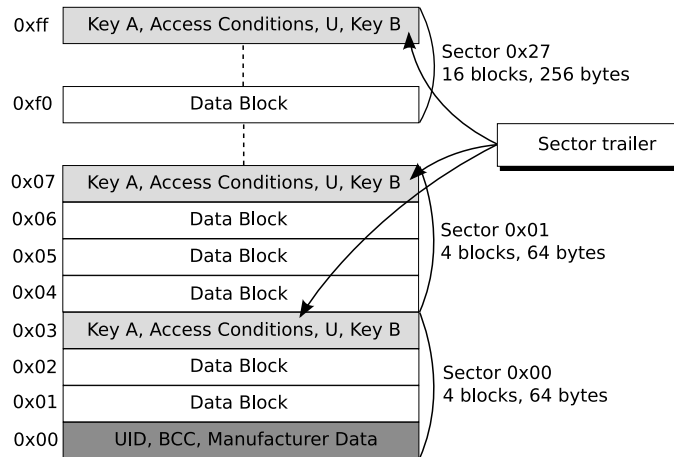 0xff
Key A, Access Conditions, U, Key B
Sector 0x27
16 blocks, 256 bytes
0xf0
Data Block
Sector trailer
0x07
Key A, Access Conditions, U, Key B
0x06
Data Block
Sector 0x01
4 blocks, 64 bytes
0x05
Data Block
0x04
Data Block
0x03
Key A, Access Conditions, U, Key B
0x02
Data Block
Sector 0x00
4 blocks, 64 bytes
0x01
Data Block
0x00
UID, BCC, Manufacturer Data